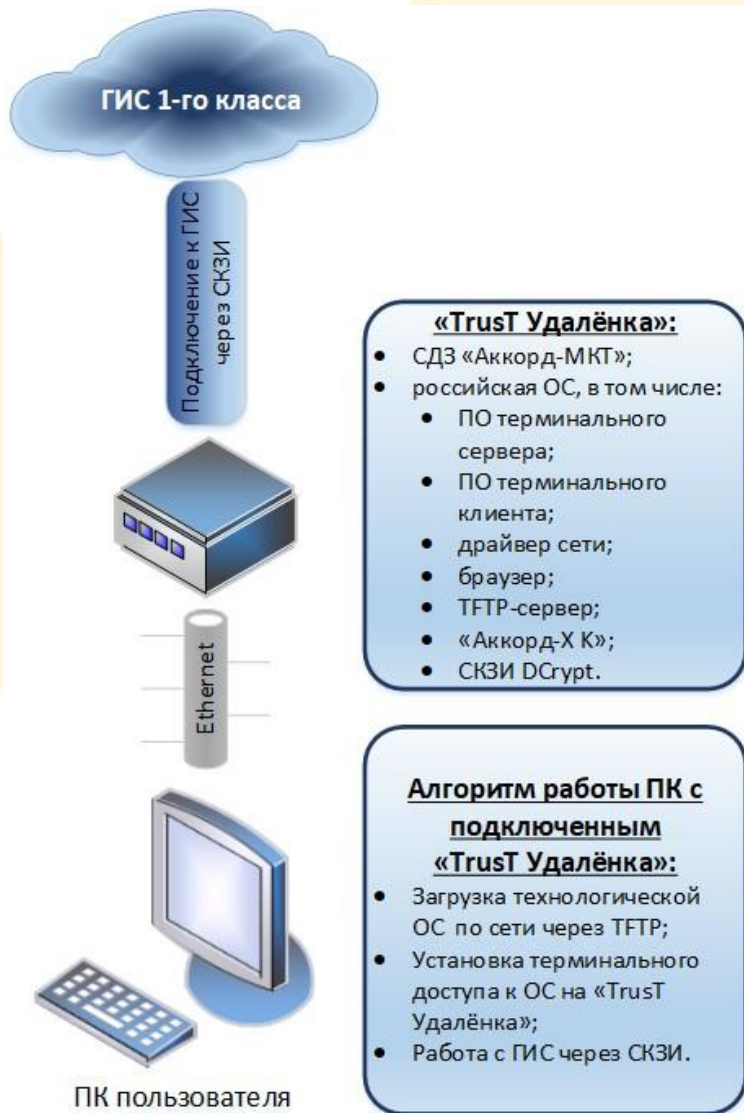 ГИС 1-го класса
Подключение к ГИС
через СКЗИ
«TrusT Удалёнка»:
• СДЗ «Аккорд-МКТ»;
• российская ОС, в том числе:
• ПО терминального
сервера;
• ПО терминального
клиента;
• драйвер сети;
• браузер;
• TFTP-сервер;
• «Аккорд-Х К»;
• СКЗИ DCrypt.
Ethernet
Алгоритм работы ПК с
подключенным
«TrusT Удалёнка»:
• Загрузка технологической
ОС по сети через TFTP;
• Установка терминального
доступа к ОС на «TrusT
Удалёнка»;
• Работа с ГИС через СКЗИ.
ПК пользователя